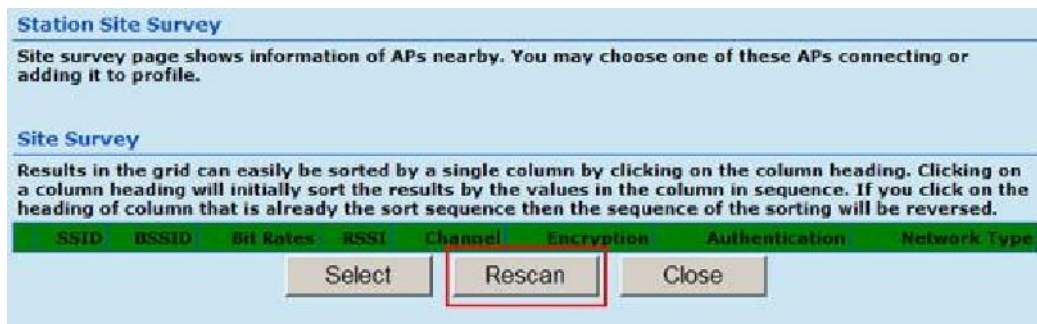 Station Site Survey
Site survey page shows information of APs nearby. You may choose one of these APs connecting or
adding it to profile.
Site Survey
Results in the grid can easily be sorted by a single column by clicking on the column heading. Clicking on
a column heading will initially sort the results by the values in the column in sequence. If you click on the
heading of column that is already the sort sequence then the sequence of the sorting will be reversed.
SSID BSSID Bit Rates RSSI Channel Encryption Authentication Network Type
Select Rescan Close